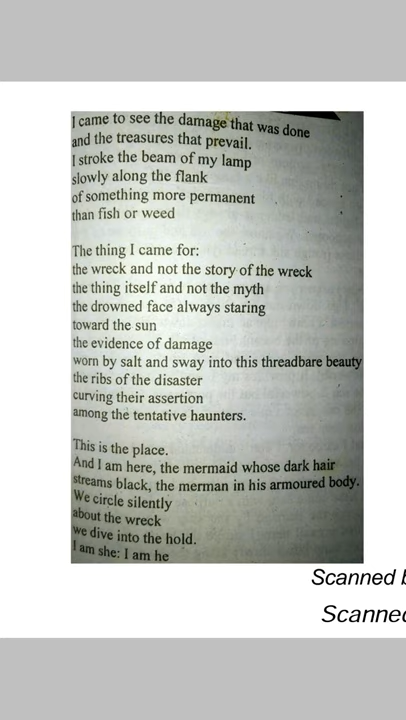 I came to see the damage that was done
and the treasures that prevail.
I stroke the beam of my lamp
slowly along the flank
of something more permanent
than fish or weed
The thing I came for:
the wreck and not the story of the wreck
the thing itself and not the myth
the drowned face always staring
toward the sun
the evidence of damage
worn by salt and sway into this threadbare beauty
the ribs of the disaster
curving their assertion
among the tentative haunters.
This is the place.
And I am here, the mermaid whose dark hair
streams black, the merman in his armoured body.
We circle silently
about the wreck
we dive into the hold.
I am she: I am he
Scanned
Scanned